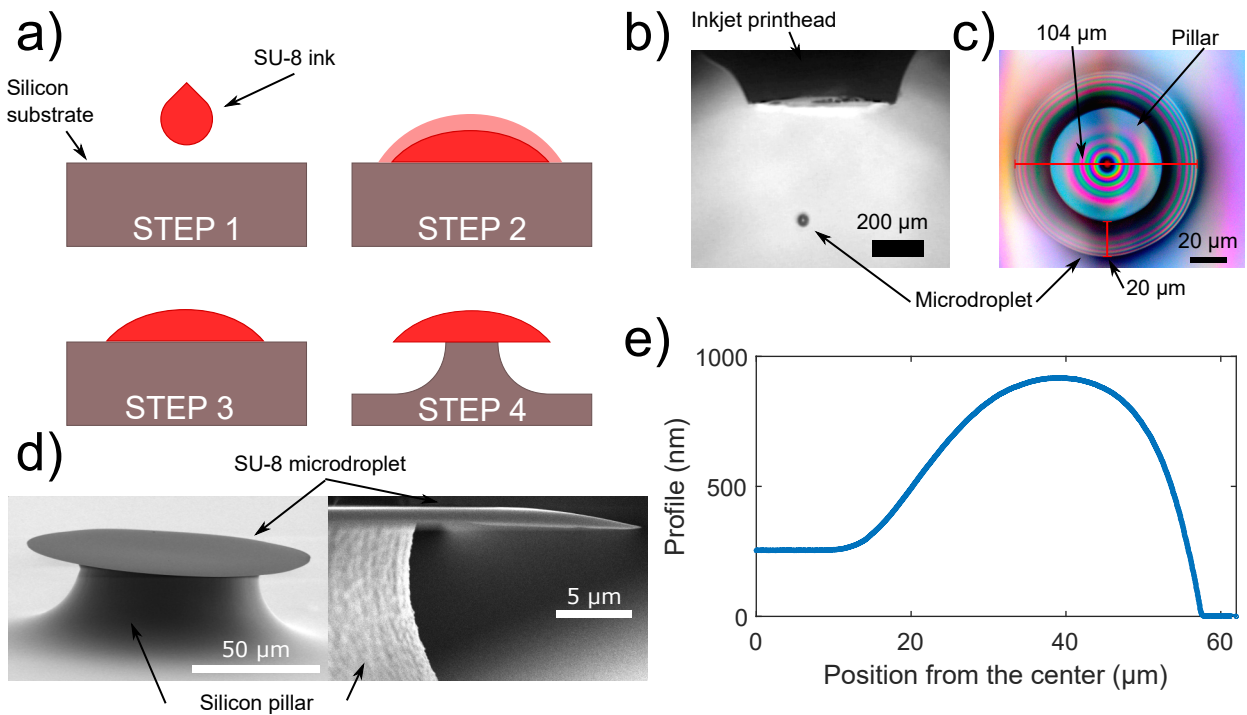 a)
SU-8 ink
Silicon
substrate
STEP 1
STEP 2
STEP 3
STEP 4
b)
Inkjet printhead
200 µm
Microdroplet
c)
104 µm
Pillar
20 µm
20 µm
d)
SU-8 microdroplet
50 µm
5 µm
Silicon pillar
e)
1000
500
0
Profile (nm)
0
20
40
60
Position from the center (µm)